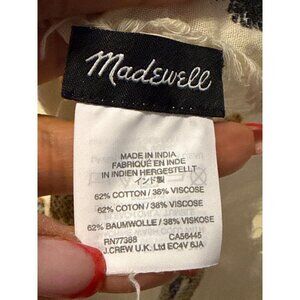 Madewell
MADE IN INDIA
FABRIQUÉ EN INDE
IN INDIEN HERGESTELLT
インド製
62% COTTON / 38% VISCOSE
62% COTON / 38% VISCOSE
62% BAUMWOLLE / 38% VISKOSE
RN77388 CA56445
J.CREW U.K. Ltd EC4V 6JA